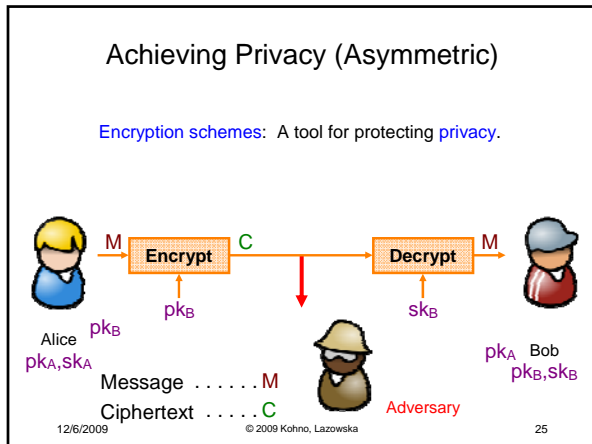 Achieving Privacy (Asymmetric)
Encryption schemes: A tool for protecting privacy.
M Encrypt C Decrypt M
pkB skB
pkB
Alice
pkA,skA
pkA Bob
pkB,skB
Message . . . . . . M
Ciphertext . . . . . C
Adversary
12/6/2009 © 2009 Kohno, Lazowska 25